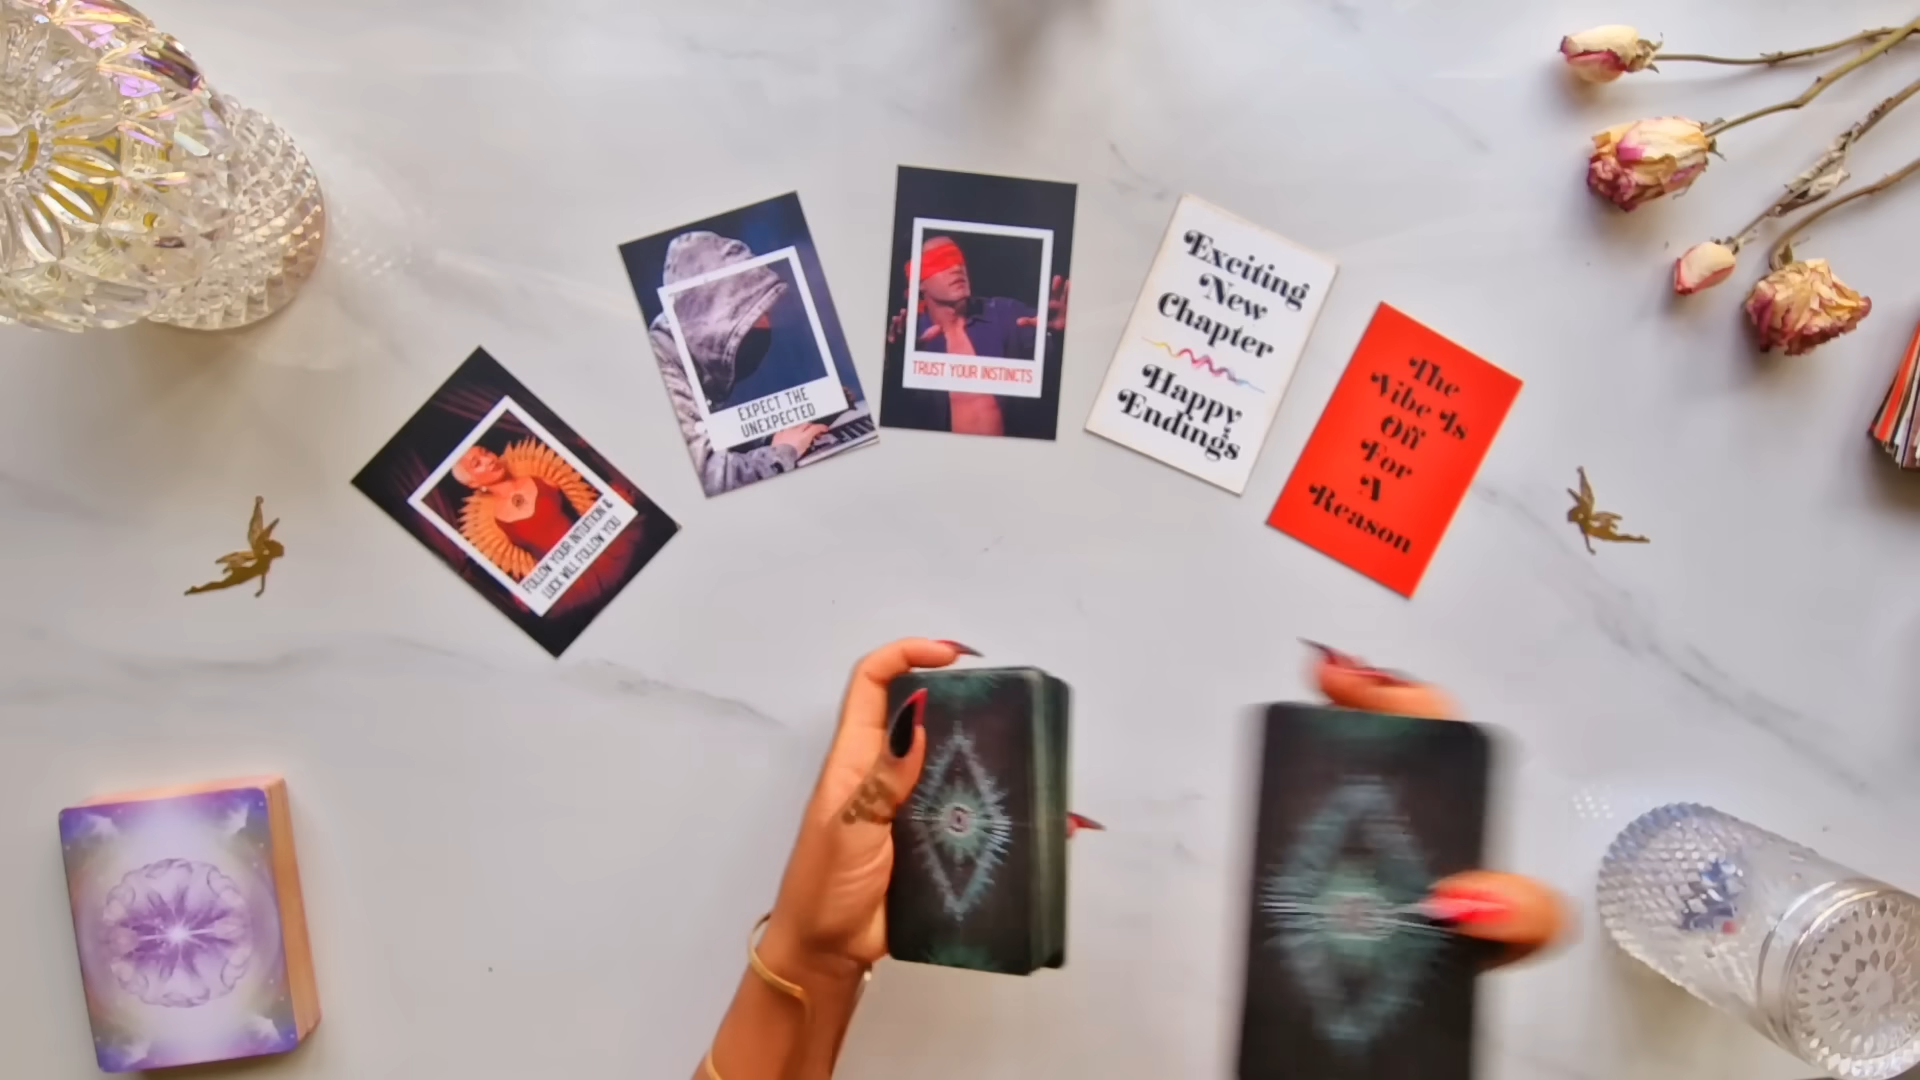 FOLLOW YOUR INTUITION &
LUCK WILL FOLLOW YOU
EXPECT THE
UNEXPECTED
TRUST YOUR INSTINCTS
Exciting
New
Chapter
Happy
Endings
The
Vibe Is
Off
For
A
Reason